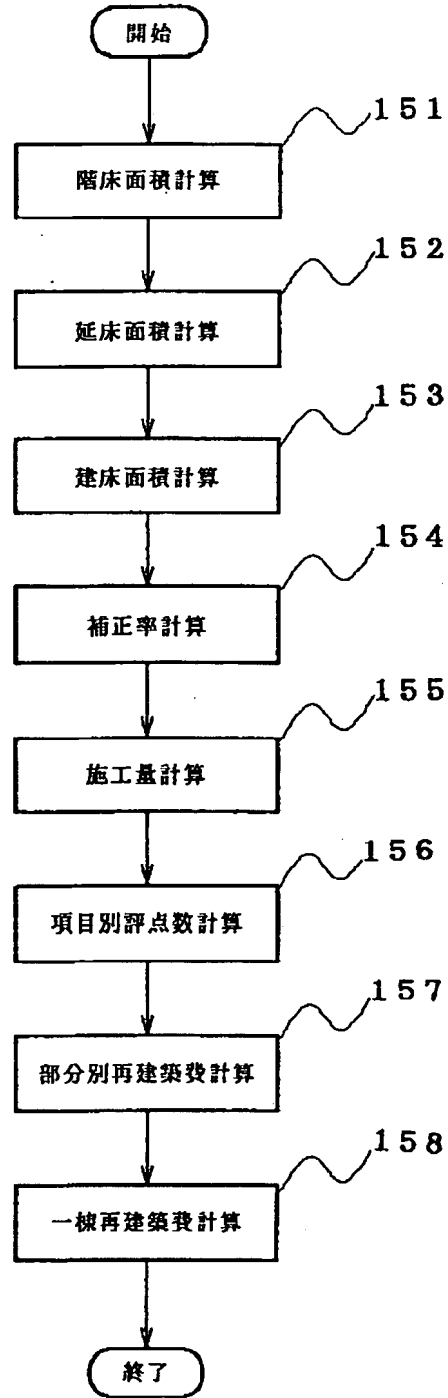 開始
151
階床面積計算
152
延床面積計算
153
建床面積計算
154
補正率計算
155
施工量計算
156
項目別評点数計算
157
部分別再建築費計算
158
一棟再建築費計算
終了